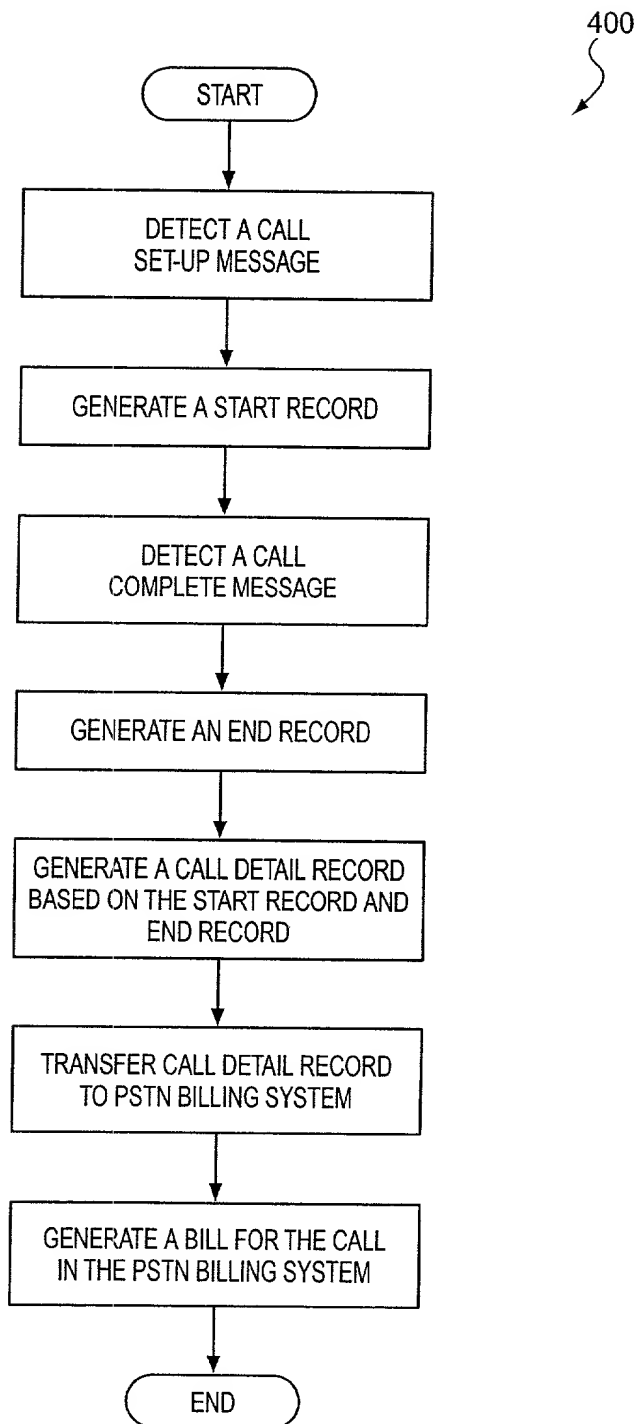 400
START
DETECT A CALL
SET-UP MESSAGE
GENERATE A START RECORD
DETECT A CALL
COMPLETE MESSAGE
GENERATE AN END RECORD
GENERATE A CALL DETAIL RECORD
BASED ON THE START RECORD AND
END RECORD
TRANSFER CALL DETAIL RECORD
TO PSTN BILLING SYSTEM
GENERATE A BILL FOR THE CALL
IN THE PSTN BILLING SYSTEM
END